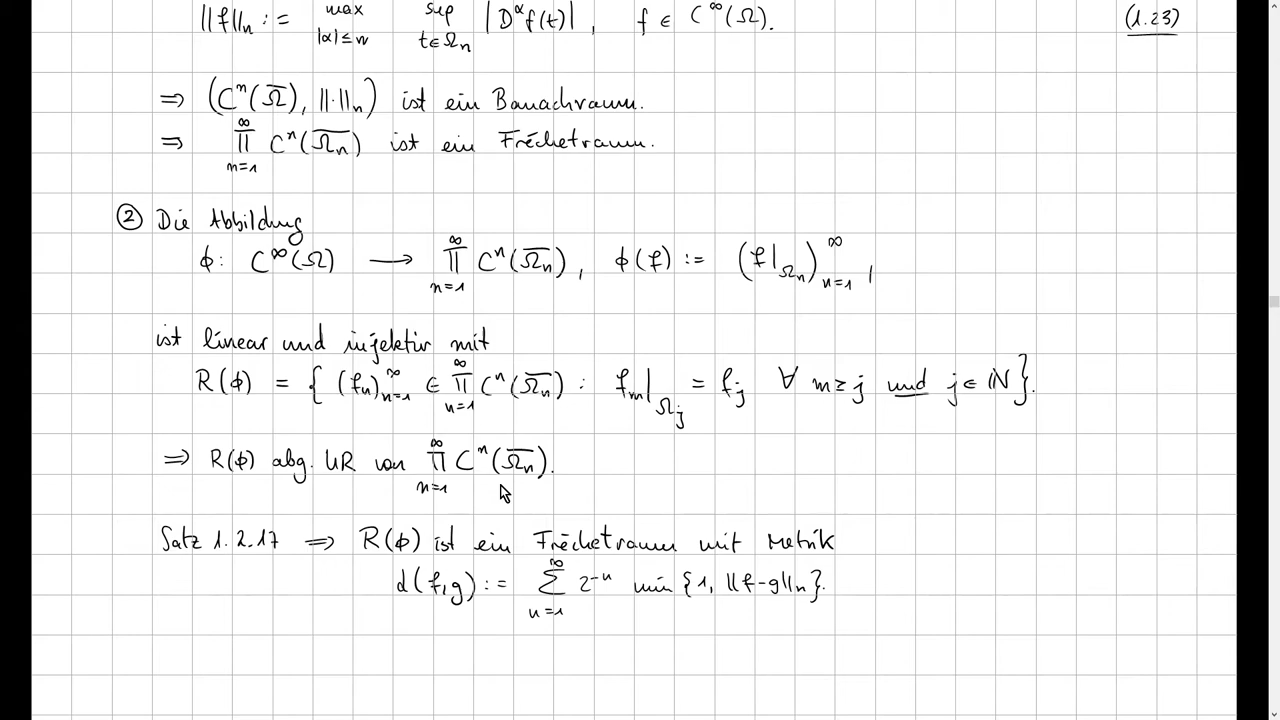 ‖f‖ₙ := max_{|α|≤n} sup_{t∈Ωₙ} |D^α f(t)|, f ∈ C^∞(Ω). (1.23)
⇒ (Cⁿ(Ω̅), ‖·‖ₙ) ist ein Banachraum.
⇒ ∏_{n=1}^∞ Cⁿ(Ω̅ₙ) ist ein Fréchetraum.
② Die Abbildung
ϕ: C^∞(Ω) ⟶ ∏_{n=1}^∞ Cⁿ(Ω̅ₙ), ϕ(f) := (f|_{Ωₙ})_{n=1}^∞,
ist linear und injektiv mit
R(ϕ) = { (fₙ)_{n=1}^∞ ∈ ∏_{n=1}^∞ Cⁿ(Ω̅ₙ) : f_m|_{Ω_j} = f_j ∀ m ≥ j und j ∈ ℕ }.
⇒ R(ϕ) abg. UR von ∏_{n=1}^∞ Cⁿ(Ω̅ₙ).
Satz 1.2.17 ⇒ R(ϕ) ist ein Fréchetraum mit Metrik
d(f,g) := ∑_{n=1}^∞ 2^{-n} min {1, ‖f-g‖ₙ}.